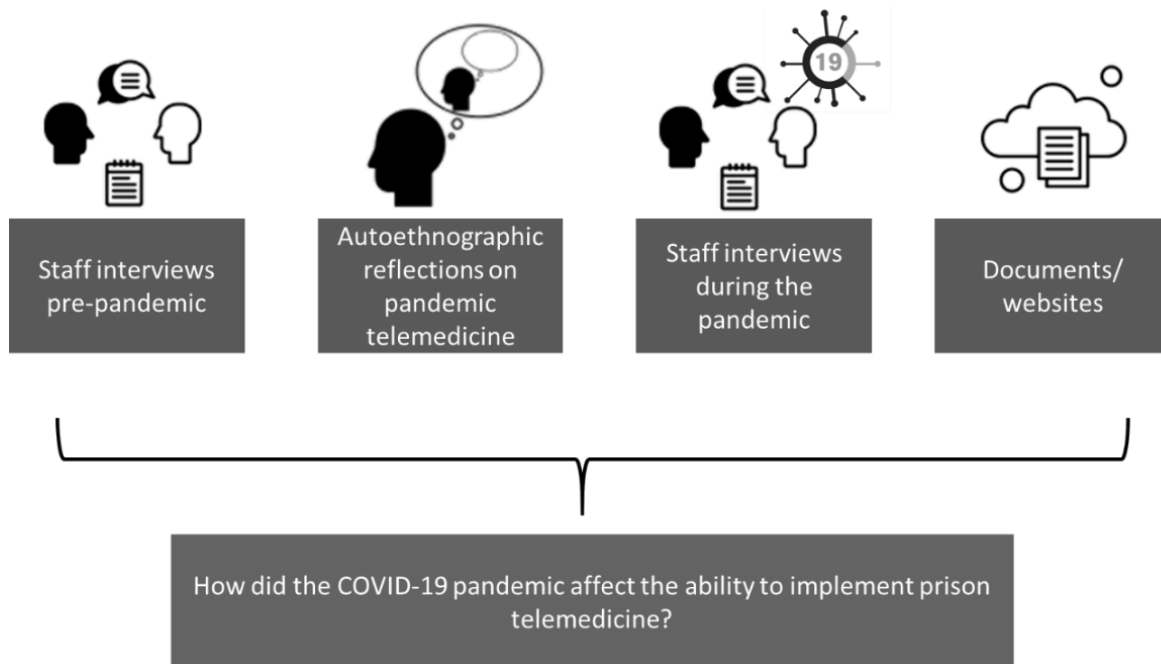 19
Staff interviews
pre-pandemic
Autoethnographic
reflections on
pandemic
telemedicine
Staff interviews
during the
pandemic
Documents/
websites
How did the COVID-19 pandemic affect the ability to implement prison
telemedicine?